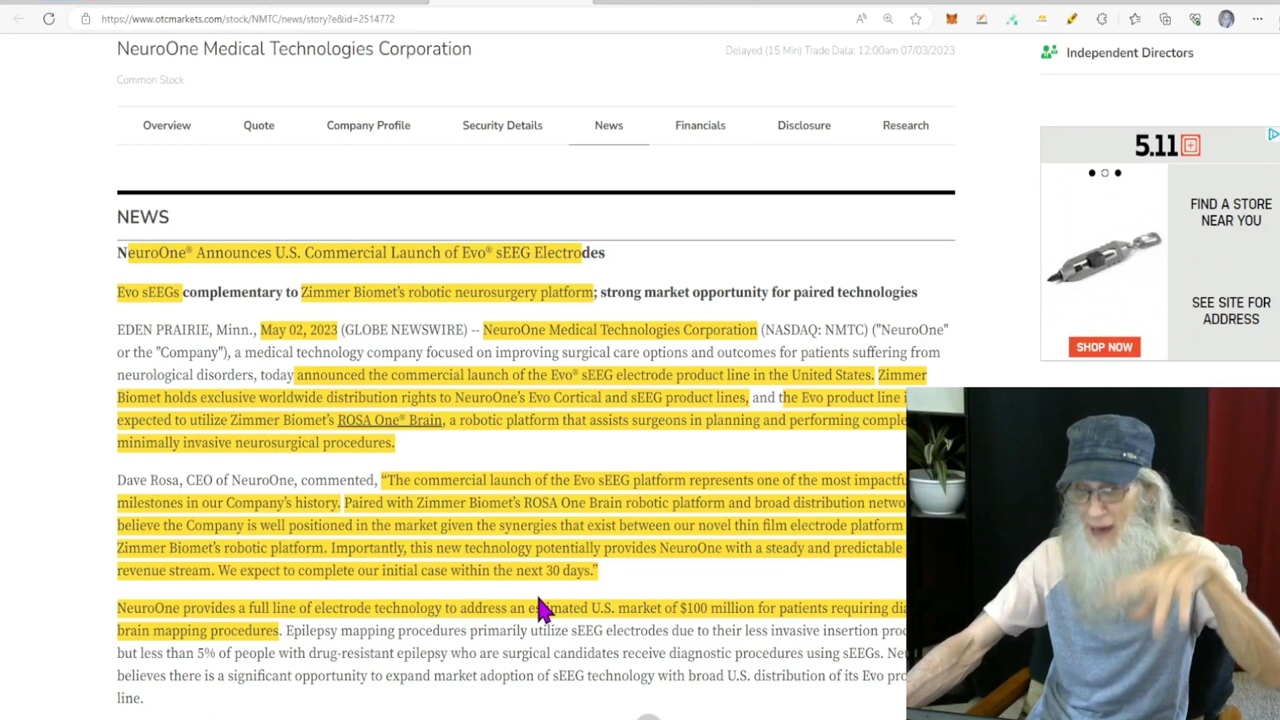 https://www.otcmarkets.com/stock/NMTC/news/story?e&id=2514772
NeuroOne Medical Technologies Corporation
Delayed (15 Min) Trade Data: 12:00am 07/03/2023
Independent Directors
Common Stock
Overview Quote Company Profile Security Details News Financials Disclosure Research
5.11
FIND A STORE
NEAR YOU
SEE SITE FOR
ADDRESS
SHOP NOW
NEWS
NeuroOne® Announces U.S. Commercial Launch of Evo® sEEG Electrodes
Evo sEEGs complementary to Zimmer Biomet's robotic neurosurgery platform; strong market opportunity for paired technologies
EDEN PRAIRIE, Minn., May 02, 2023 (GLOBE NEWSWIRE) -- NeuroOne Medical Technologies Corporation (NASDAQ: NMTC) ("NeuroOne"
or the "Company"), a medical technology company focused on improving surgical care options and outcomes for patients suffering from
neurological disorders, today announced the commercial launch of the Evo® sEEG electrode product line in the United States. Zimmer
Biomet holds exclusive worldwide distribution rights to NeuroOne's Evo Cortical and sEEG product lines, and the Evo product line i
expected to utilize Zimmer Biomet's ROSA One® Brain, a robotic platform that assists surgeons in planning and performing comple
minimally invasive neurosurgical procedures.
Dave Rosa, CEO of NeuroOne, commented, “The commercial launch of the Evo sEEG platform represents one of the most impactfu
milestones in our Company's history. Paired with Zimmer Biomet's ROSA One Brain robotic platform and broad distribution netwo
believe the Company is well positioned in the market given the synergies that exist between our novel thin film electrode platform
Zimmer Biomet's robotic platform. Importantly, this new technology potentially provides NeuroOne with a steady and predictable
revenue stream. We expect to complete our initial case within the next 30 days.”
NeuroOne provides a full line of electrode technology to address an estimated U.S. market of $100 million for patients requiring dia
brain mapping procedures. Epilepsy mapping procedures primarily utilize sEEG electrodes due to their less invasive insertion proc
but less than 5% of people with drug-resistant epilepsy who are surgical candidates receive diagnostic procedures using sEEGs. Ne
believes there is a significant opportunity to expand market adoption of sEEG technology with broad U.S. distribution of its Evo pro
line.